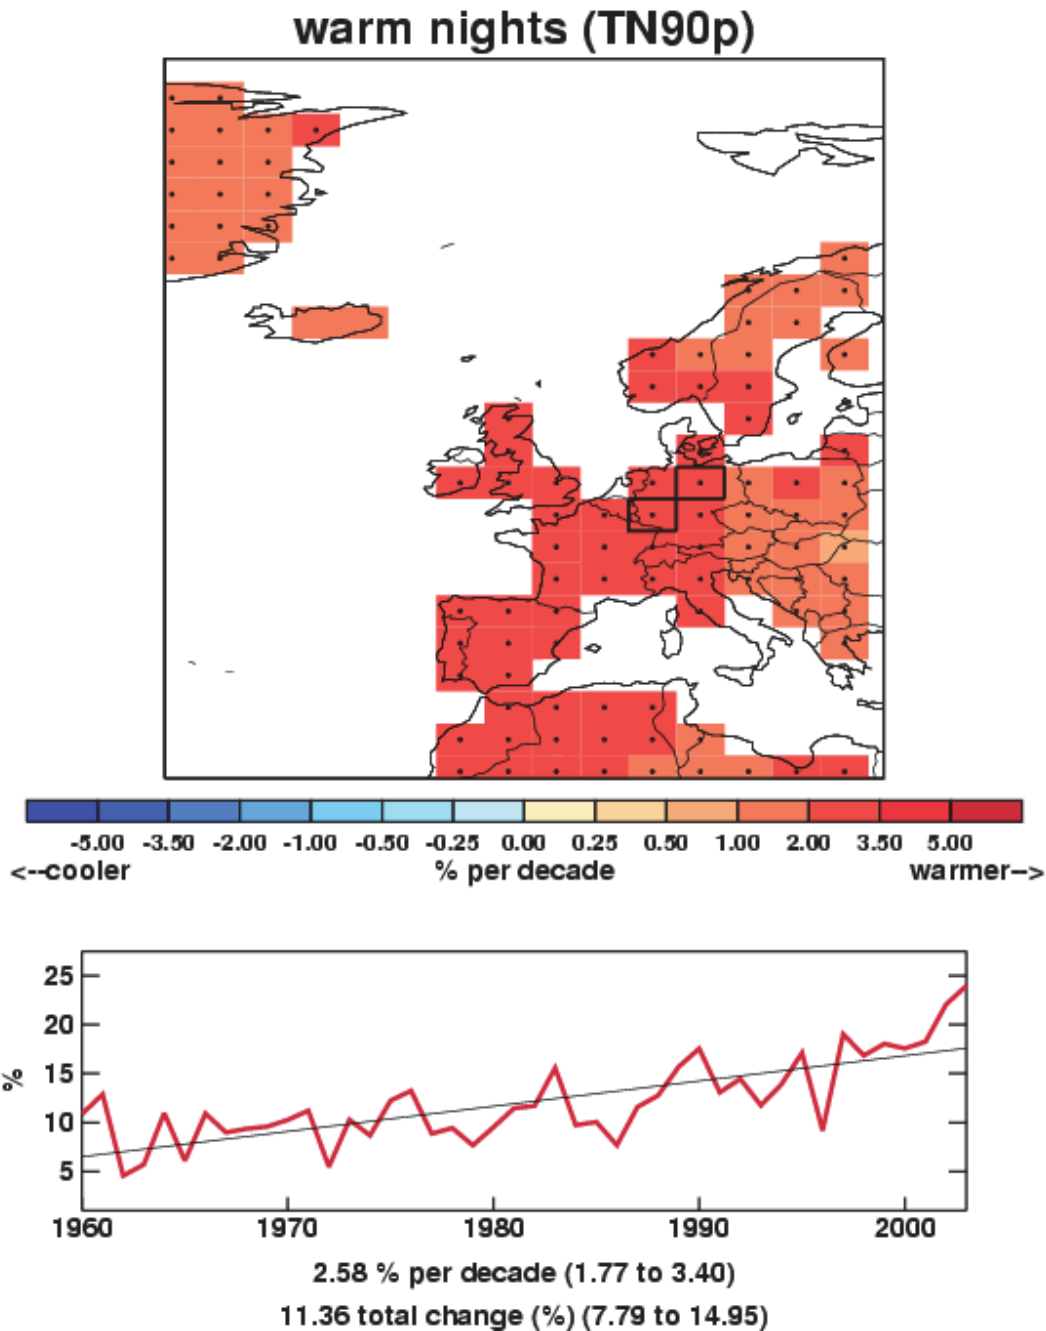 warm nights (TN90p)
-5.00 -3.50 -2.00 -1.00 -0.50 -0.25 0.00 0.25 0.50 1.00 2.00 3.50 5.00
<--cooler % per decade warmer-->
25
20
15
10
5
%
1960 1970 1980 1990 2000
2.58 % per decade (1.77 to 3.40)
11.36 total change (%) (7.79 to 14.95)